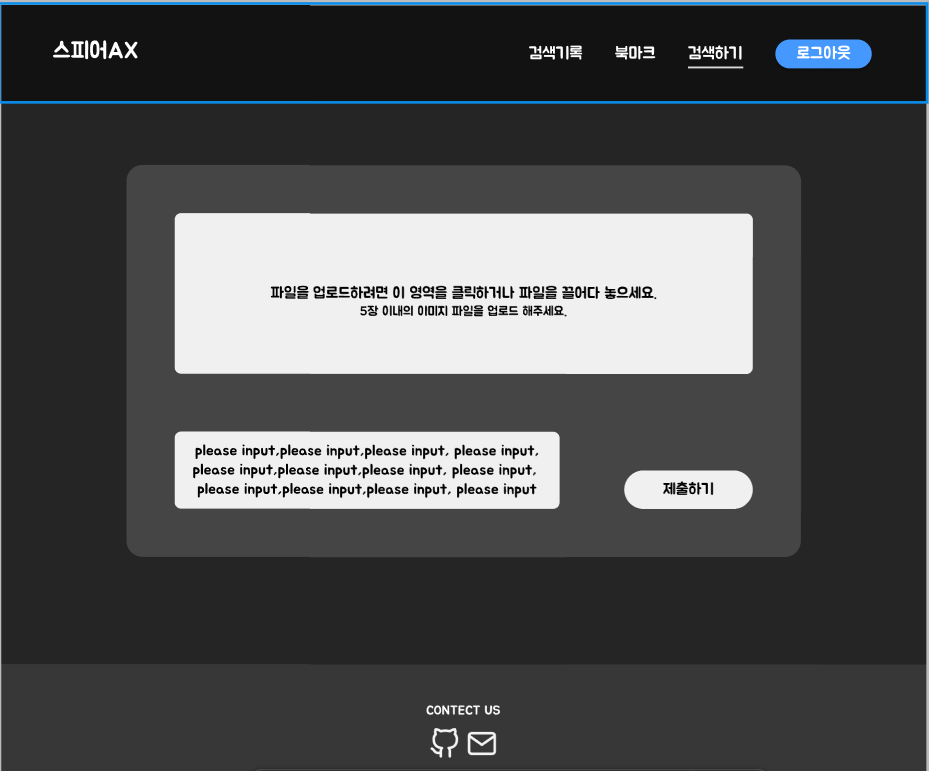 스피어AX
검색기록 북마크 검색하기 로그아웃
파일을 업로드하려면 이 영역을 클릭하거나 파일을 끌어다 놓으세요.
5장 이내의 이미지 파일을 업로드 해주세요.
please input,please input,please input, please input,
please input,please input,please input, please input,
please input,please input,please input, please input
제출하기
CONTECT US